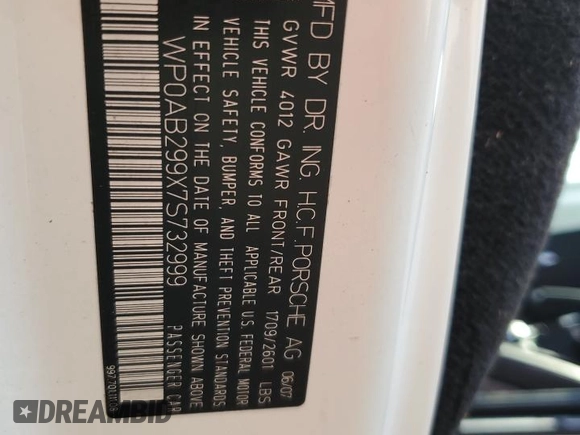 MFD BY DR. ING. H.C.F. PORSCHE AG 06/07
GVWR 4012 GAWR FRONT/REAR 1709/2601 LBS
THIS VEHICLE CONFORMS TO ALL APPLICABLE U.S. FEDERAL MOTOR
VEHICLE SAFETY, BUMPER, AND THEFT PREVENTION STANDARDS
IN EFFECT ON THE DATE OF MANUFACTURE SHOWN ABOVE
WP0AB299X7S732999 PASSENGER CAR
DREAMBID